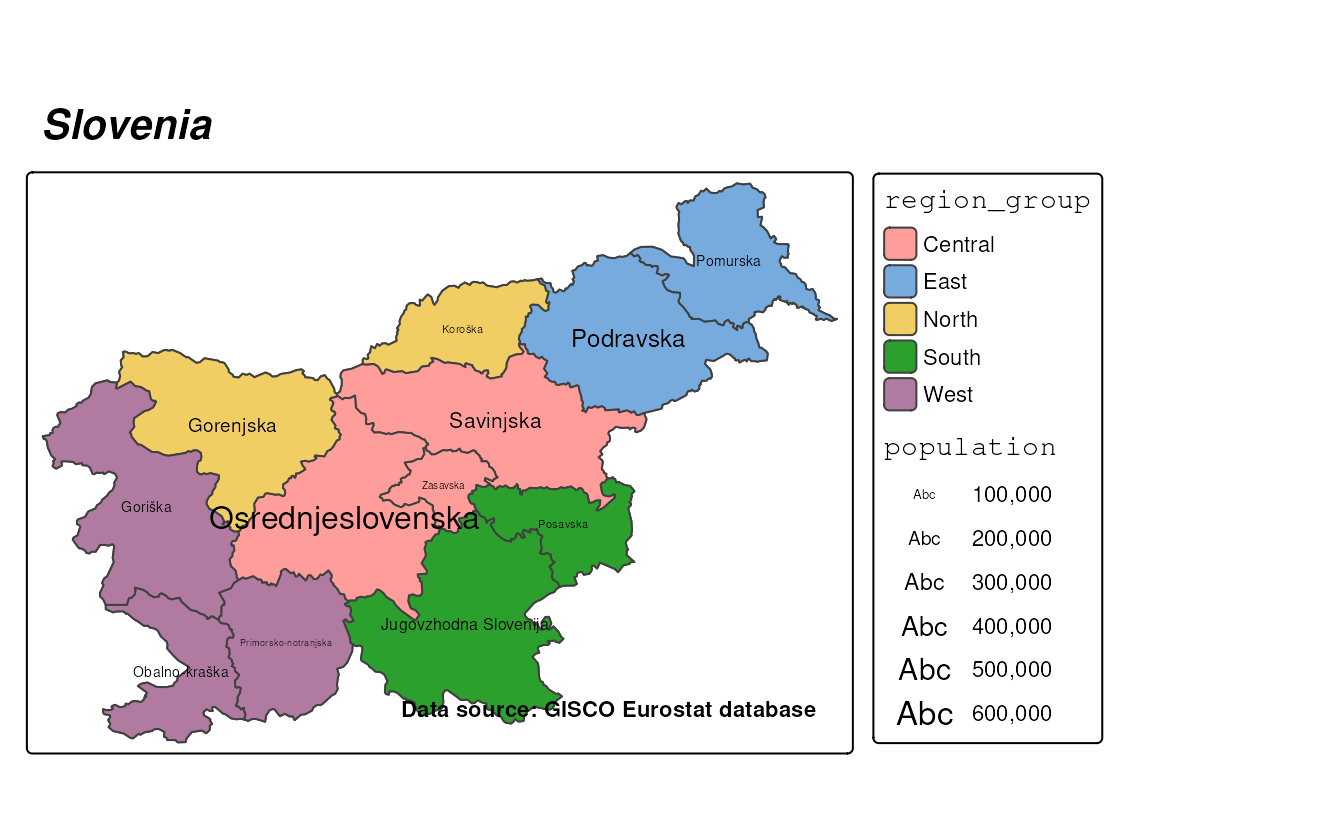 Slovenia
Pomurska
Koroška
Podravska
Gorenjska
Savinjska
Zasavska
Goriška
Osrednjeslovenska
Posavska
Jugovzhodna Slovenija
Primorsko-notranjska
Obalno-kraška
Data source: GISCO Eurostat database
region_group
Central
East
North
South
West
population
Abc 100,000
Abc 200,000
Abc 300,000
Abc 400,000
Abc 500,000
Abc 600,000